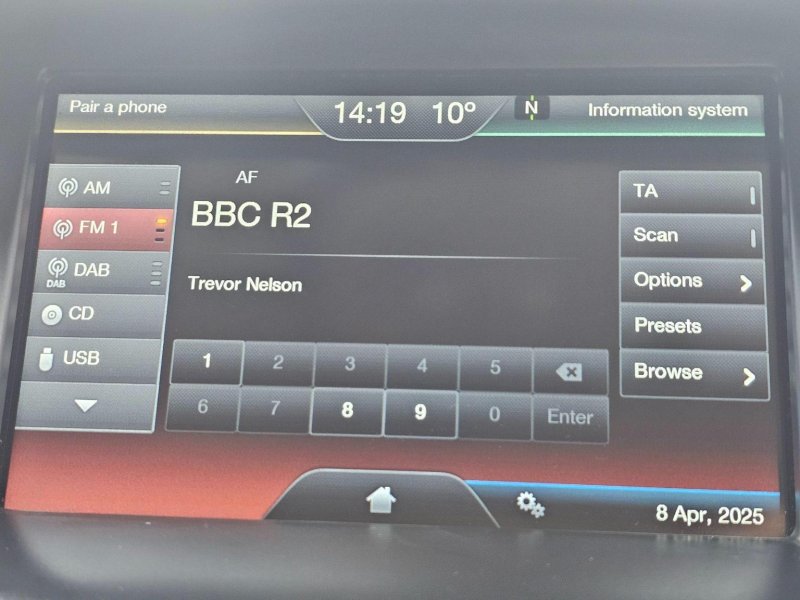 Pair a phone
14:19 10°
N
Information system
AM
FM 1
DAB
DAB
CD
USB
AF
BBC R2
Trevor Nelson
1 2 3 4 5
6 7 8 9 0 Enter
TA
Scan
Options
Presets
Browse
8 Apr, 2025